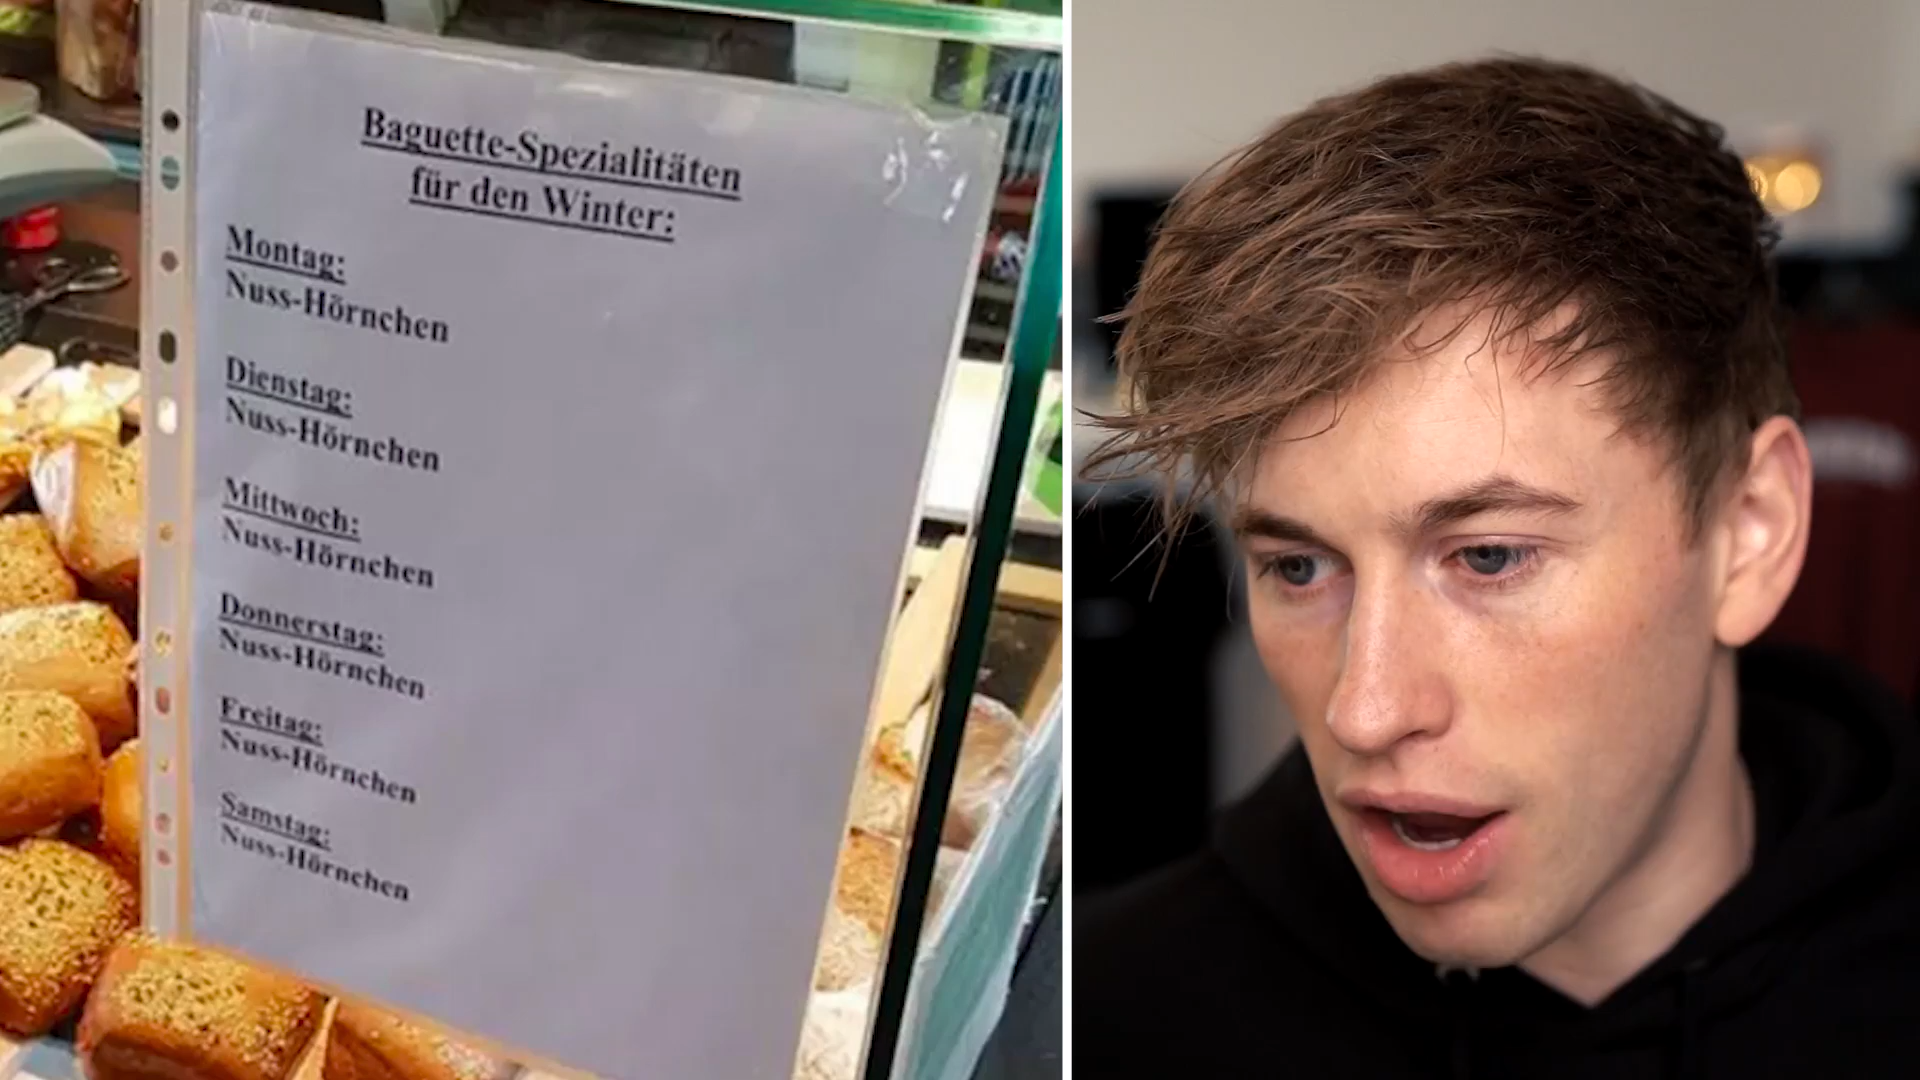 Baguette-Spezialitäten
für den Winter:
Montag:
Nuss-Hörnchen
Dienstag:
Nuss-Hörnchen
Mittwoch:
Nuss-Hörnchen
Donnerstag:
Nuss-Hörnchen
Freitag:
Nuss-Hörnchen
Samstag:
Nuss-Hörnchen